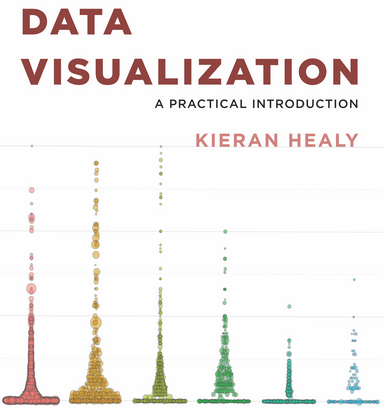 DATA
VISUALIZATION
A PRACTICAL INTRODUCTION
KIERAN HEALY